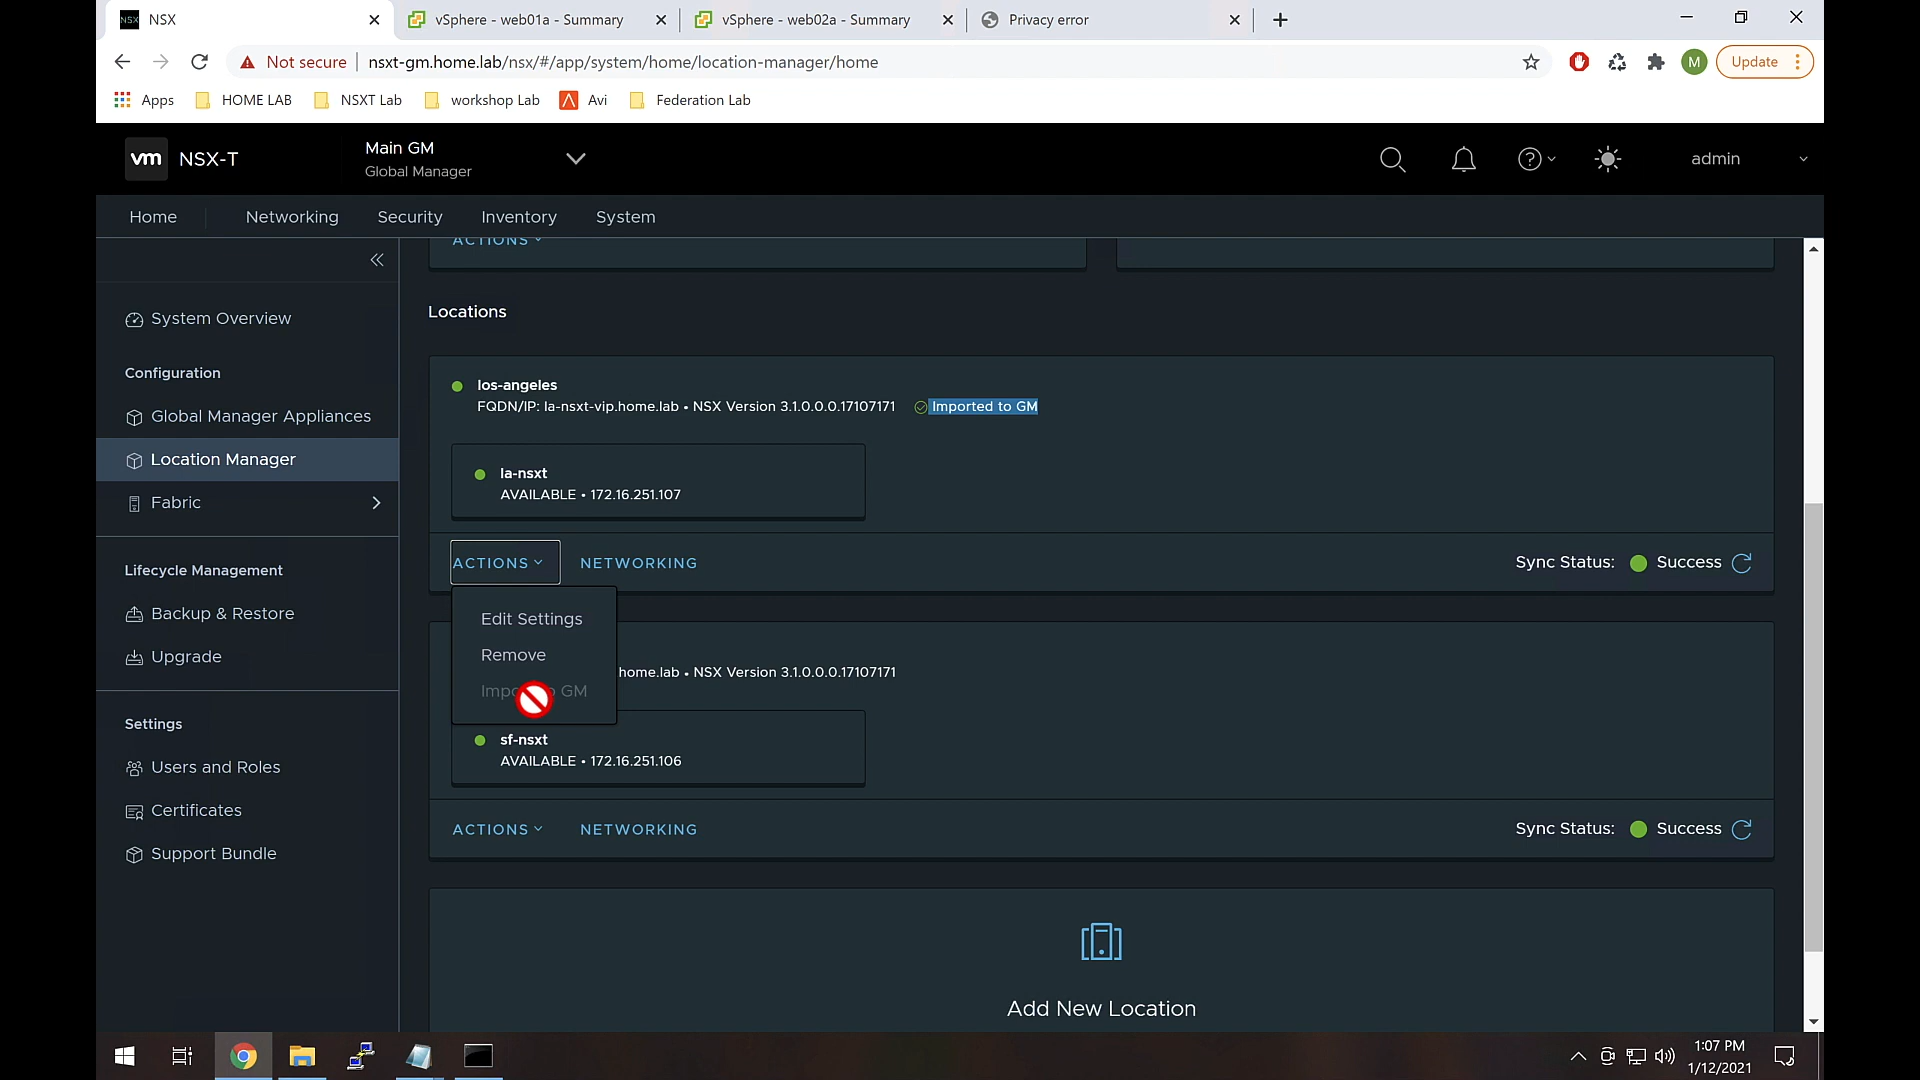 NSX
vSphere - web01a - Summary
vSphere - web02a - Summary
Privacy error
Not secure
nsxt-gm.home.lab/nsx/#/app/system/home/location-manager/home
M
Update
Apps
HOME LAB
NSXT Lab
workshop Lab
Avi
Federation Lab
vm NSX-T
Main GM
Global Manager
admin
Home
Networking
Security
Inventory
System
System Overview
Configuration
Global Manager Appliances
Location Manager
Fabric
Lifecycle Management
Backup & Restore
Upgrade
Settings
Users and Roles
Certificates
Support Bundle
ACTIONS
Locations
los-angeles
FQDN/IP: la-nsxt-vip.home.lab • NSX Version 3.1.0.0.0.17107171 Imported to GM
la-nsxt
AVAILABLE • 172.16.251.107
ACTIONS
NETWORKING
Sync Status: Success
Edit Settings
Remove
GM
home.lab • NSX Version 3.1.0.0.0.17107171
sf-nsxt
AVAILABLE • 172.16.251.106
ACTIONS
NETWORKING
Sync Status: Success
Add New Location
1:07 PM
1/12/2021